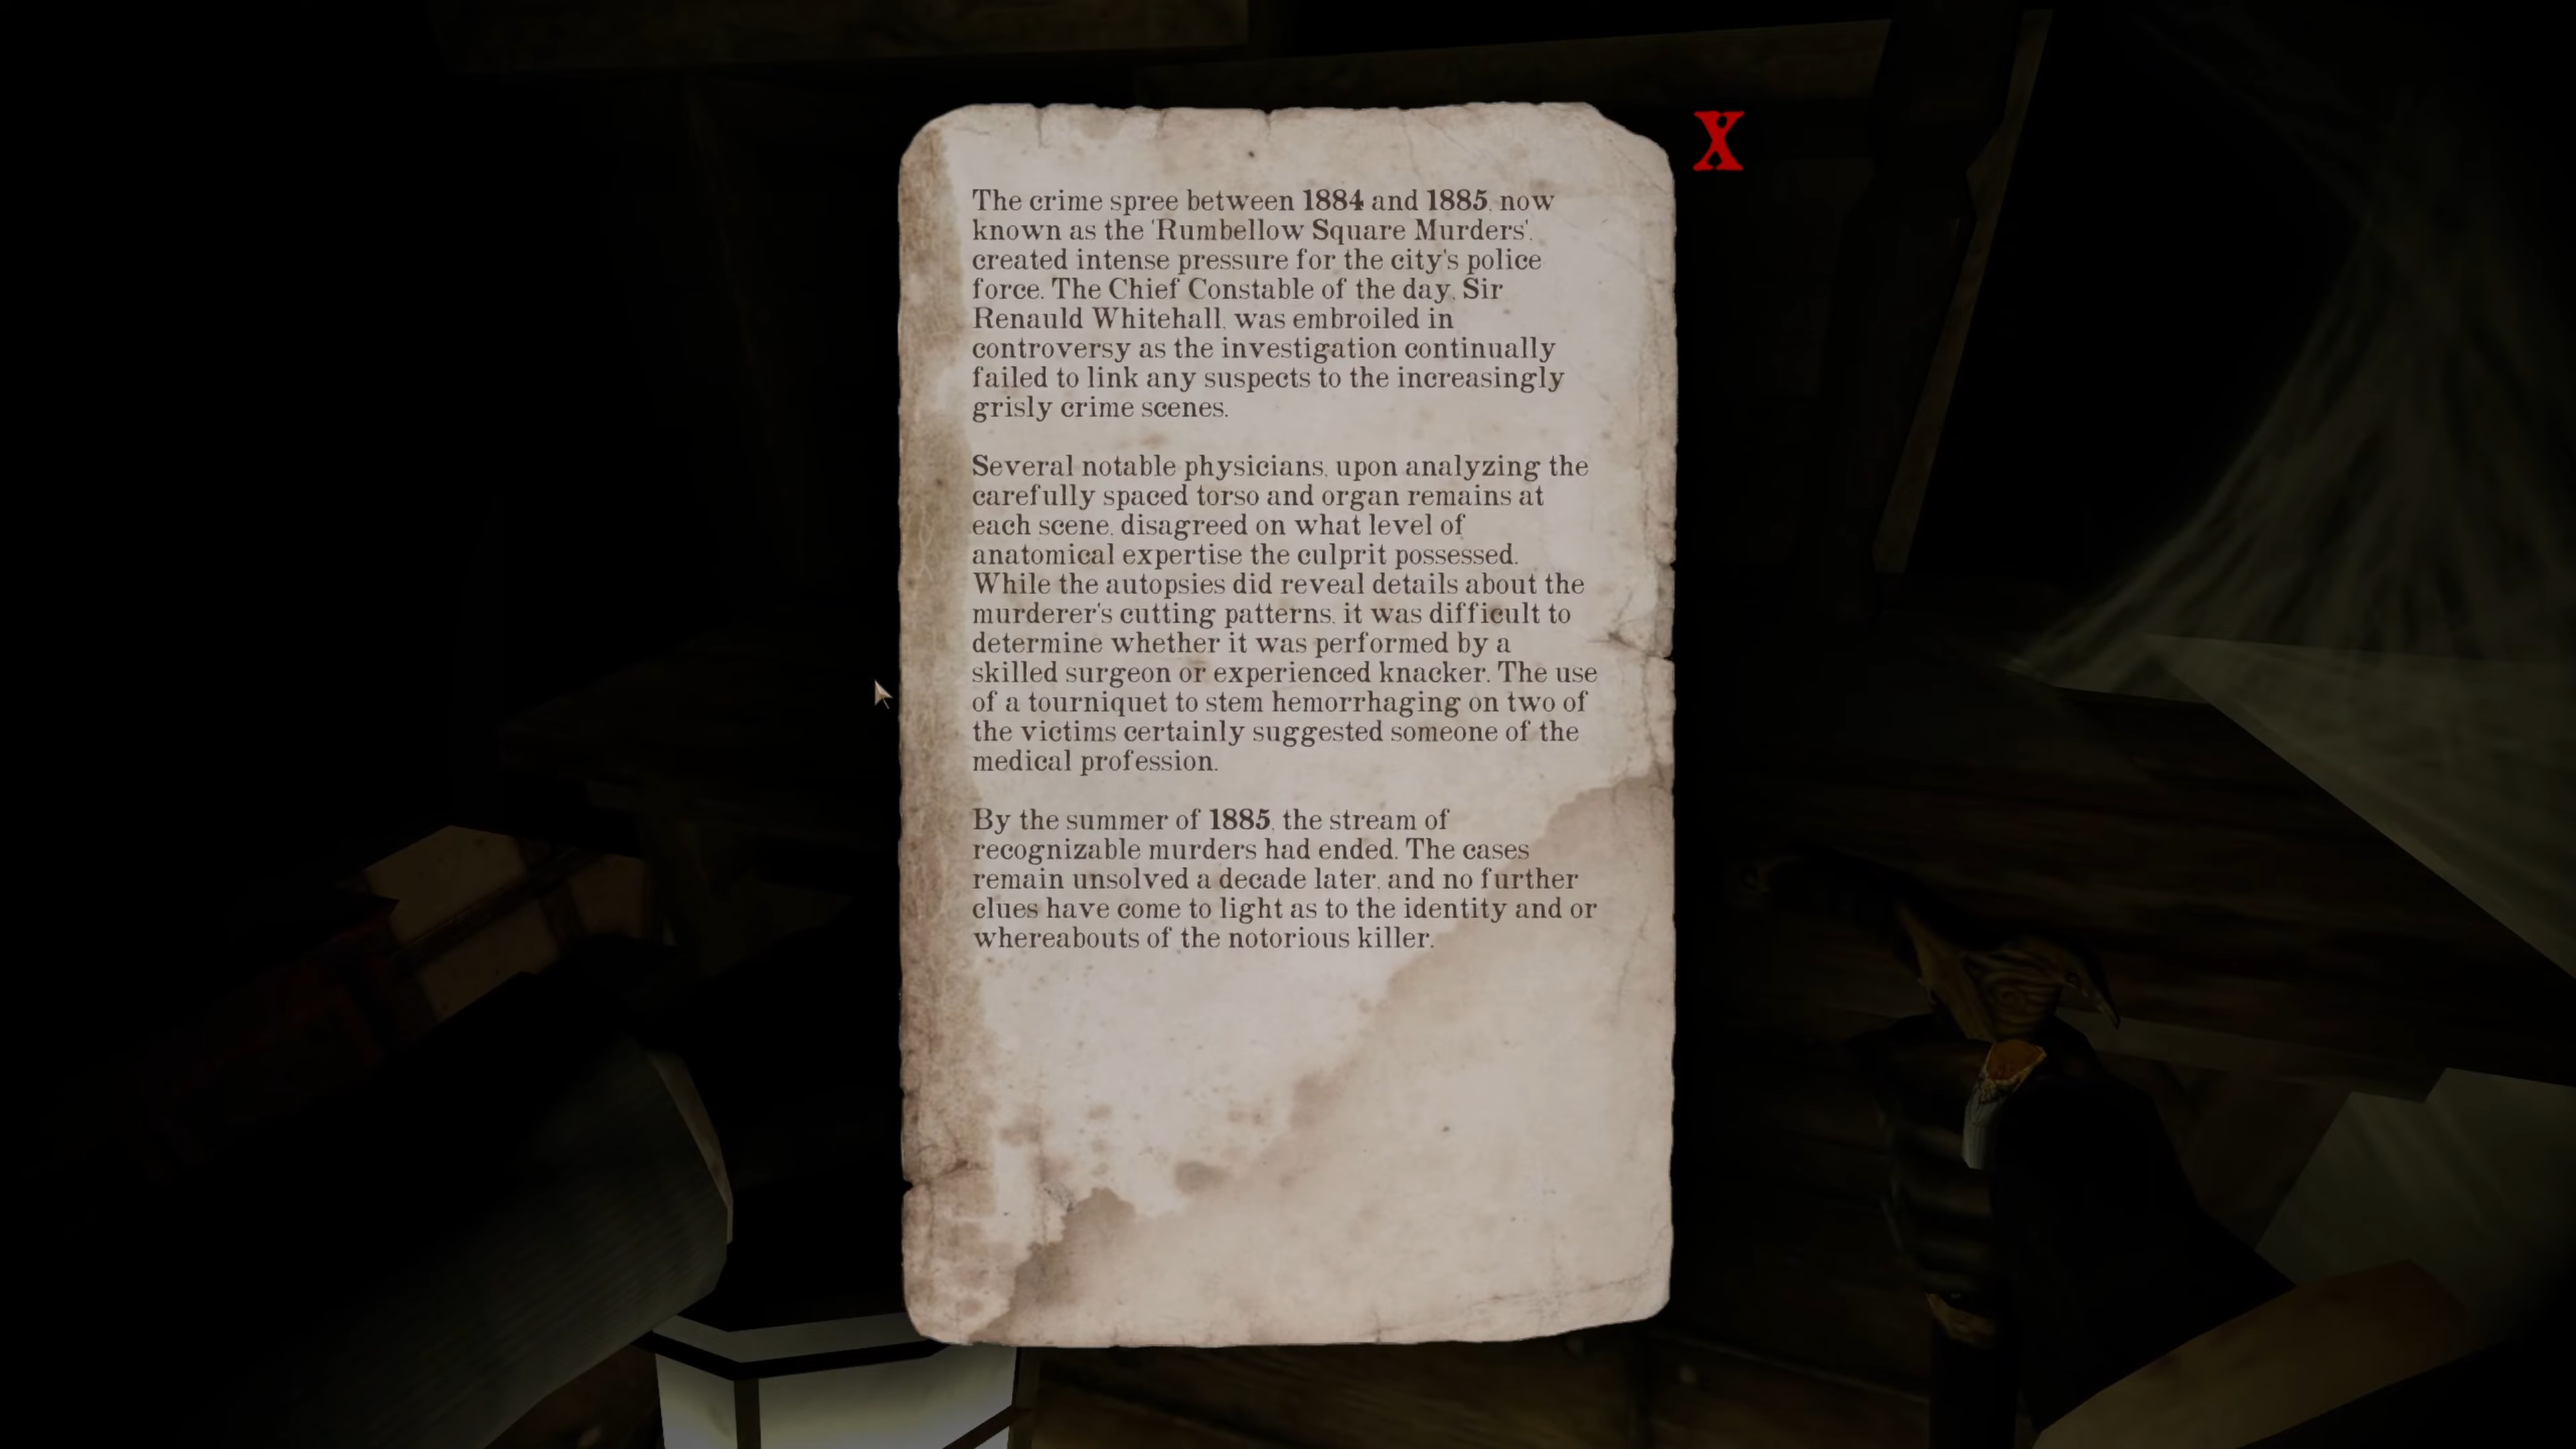 X
The crime spree between 1884 and 1885, now
known as the 'Rumbellow Square Murders',
created intense pressure for the city's police
force. The Chief Constable of the day, Sir
Renauld Whitehall, was embroiled in
controversy as the investigation continually
failed to link any suspects to the increasingly
grisly crime scenes.
Several notable physicians, upon analyzing the
carefully spaced torso and organ remains at
each scene, disagreed on what level of
anatomical expertise the culprit possessed.
While the autopsies did reveal details about the
murderer's cutting patterns, it was difficult to
determine whether it was performed by a
skilled surgeon or experienced knacker. The use
of a tourniquet to stem hemorrhaging on two of
the victims certainly suggested someone of the
medical profession.
By the summer of 1885, the stream of
recognizable murders had ended. The cases
remain unsolved a decade later, and no further
clues have come to light as to the identity and or
whereabouts of the notorious killer.